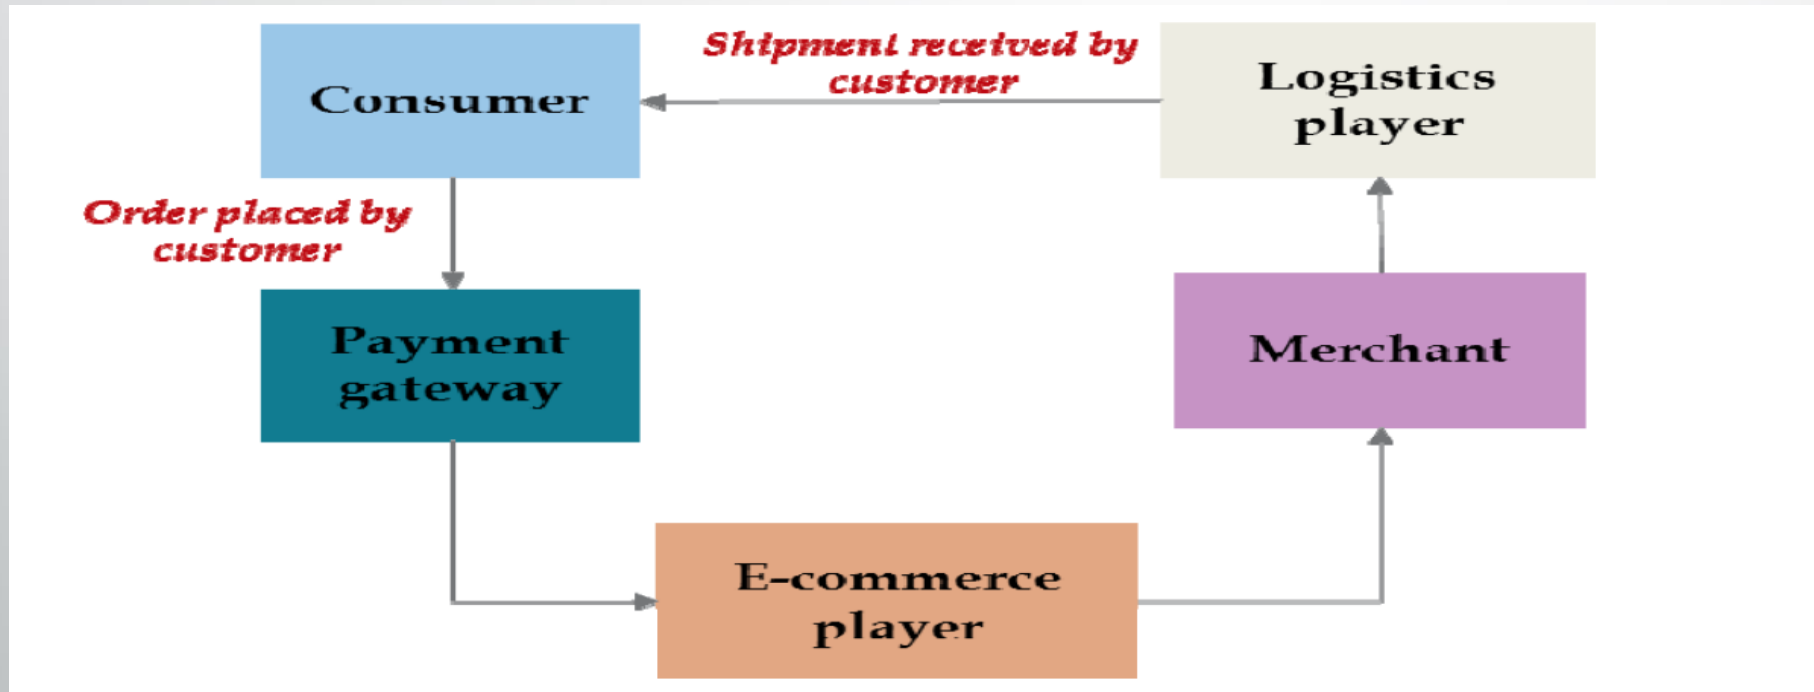 Consumer
Shipment received by
customer
Logistics
player
Order placed by
customer
Payment
gateway
Merchant
E-commerce
player